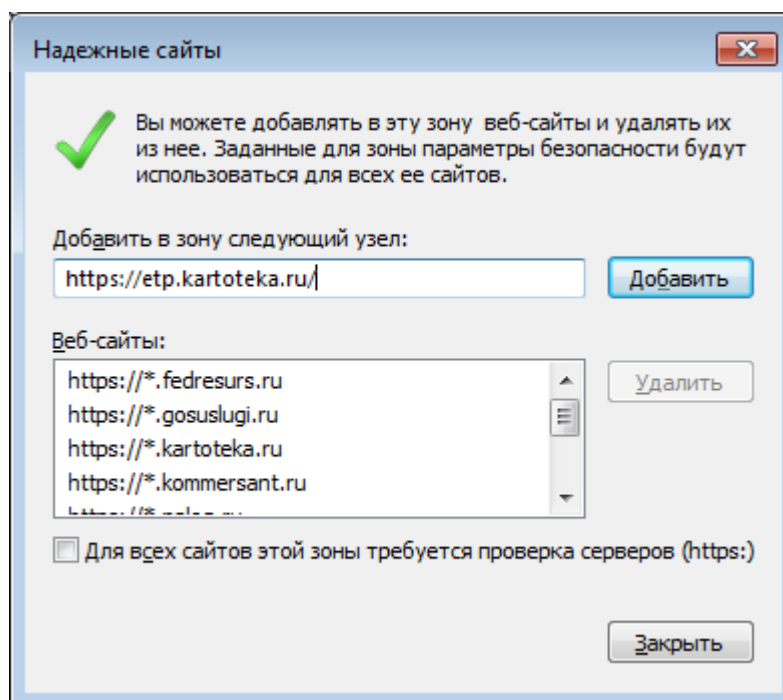 Надежные сайты
Вы можете добавлять в эту зону веб-сайты и удалять их
из нее. Заданные для зоны параметры безопасности будут
использоваться для всех ее сайтов.
Добавить в зону следующий узел:
https://etp.kartoteka.ru/
Добавить
Веб-сайты:
https://*.fedresurs.ru
Удалить
https://*.gosuslugi.ru
https://*.kartoteka.ru
https://*.kommersant.ru
Для всех сайтов этой зоны требуется проверка серверов (https:)
Закрыть